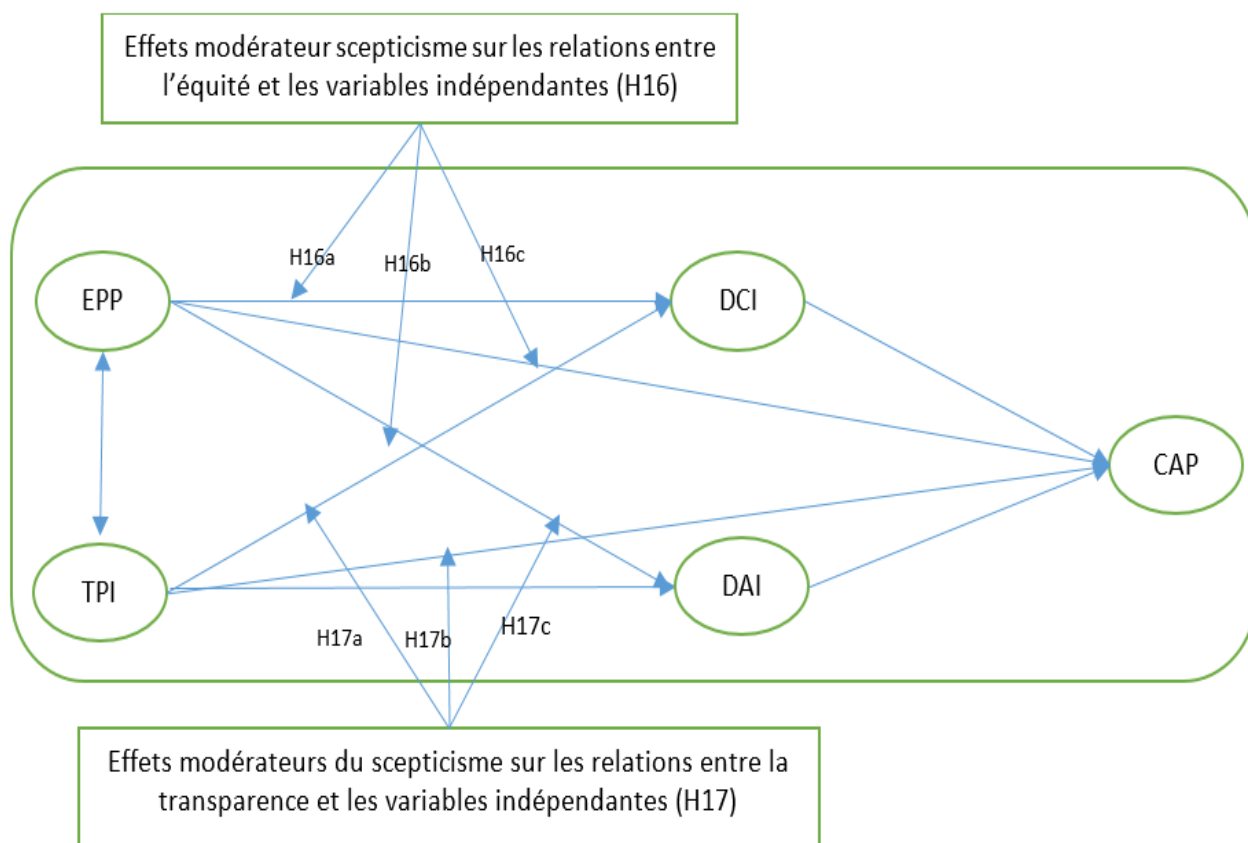 Effets modérateur scepticisme sur les relations entre
l’équité et les variables indépendantes (H16)
H16a
H16b
H16c
EPP
DCI
CAP
TPI
DAI
H17a
H17b
H17c
Effets modérateurs du scepticisme sur les relations entre la
transparence et les variables indépendantes (H17)